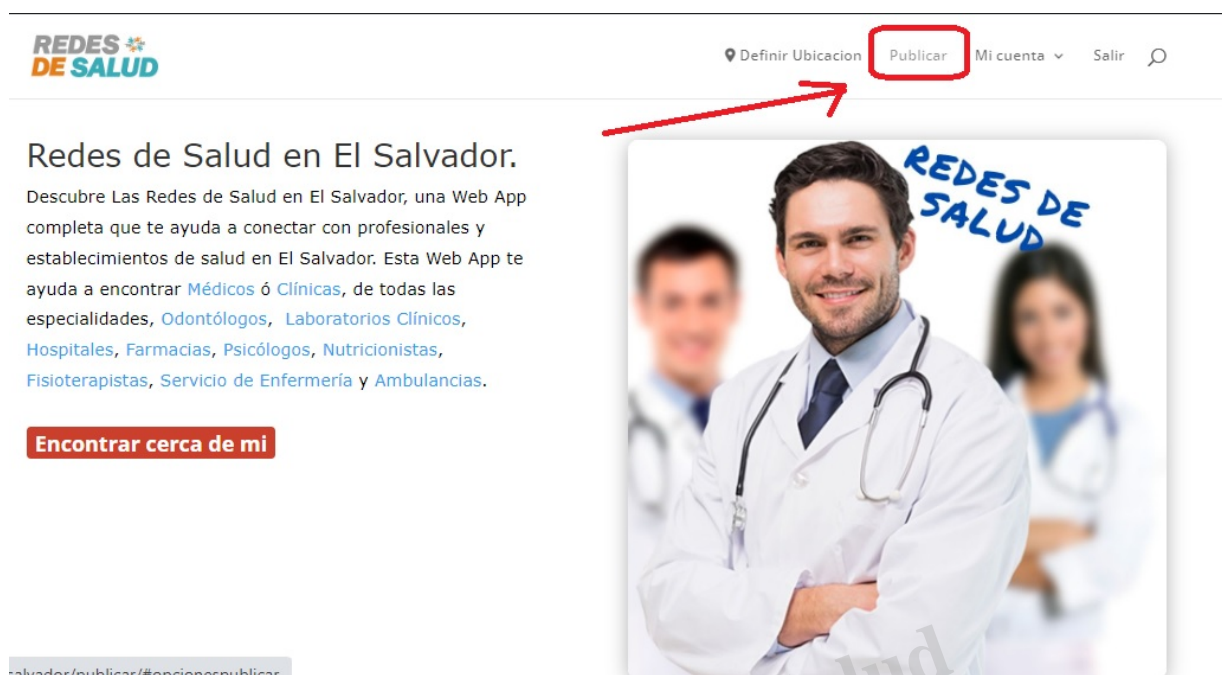 REDES
DE SALUD
Definir Ubicacion Publicar Mi cuenta Salir
Redes de Salud en El Salvador.
Descubre Las Redes de Salud en El Salvador, una Web App
completa que te ayuda a conectar con profesionales y
establecimientos de salud en El Salvador. Esta Web App te
ayuda a encontrar Médicos ó Clínicas, de todas las
especialidades, Odontólogos, Laboratorios Clínicos,
Hospitales, Farmacias, Psicólogos, Nutricionistas,
Fisioterapistas, Servicio de Enfermería y Ambulancias.
Encontrar cerca de mi
REDES DE
SALUD
salvador/publicar/#opcionespublicar